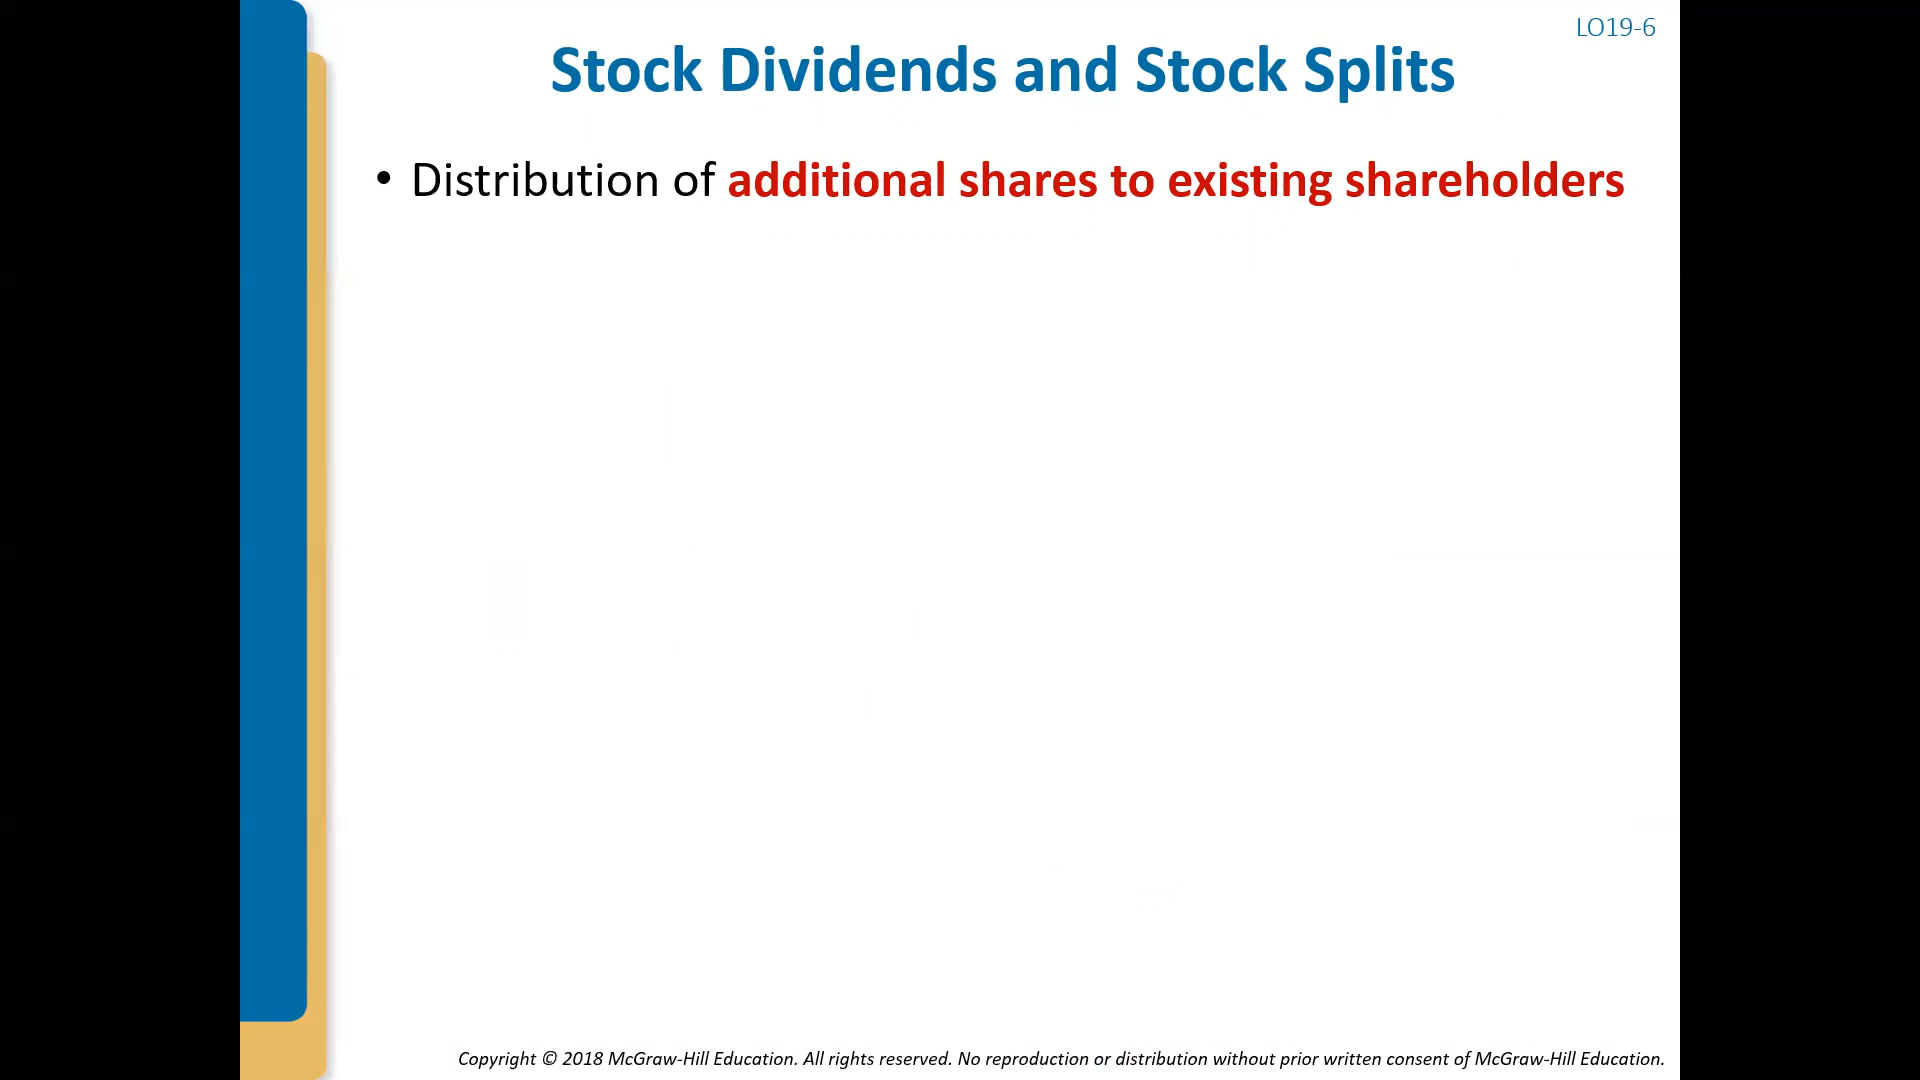 LO19-6
Stock Dividends and Stock Splits
• Distribution of additional shares to existing shareholders
Copyright © 2018 McGraw-Hill Education. All rights reserved. No reproduction or distribution without prior written consent of McGraw-Hill Education.